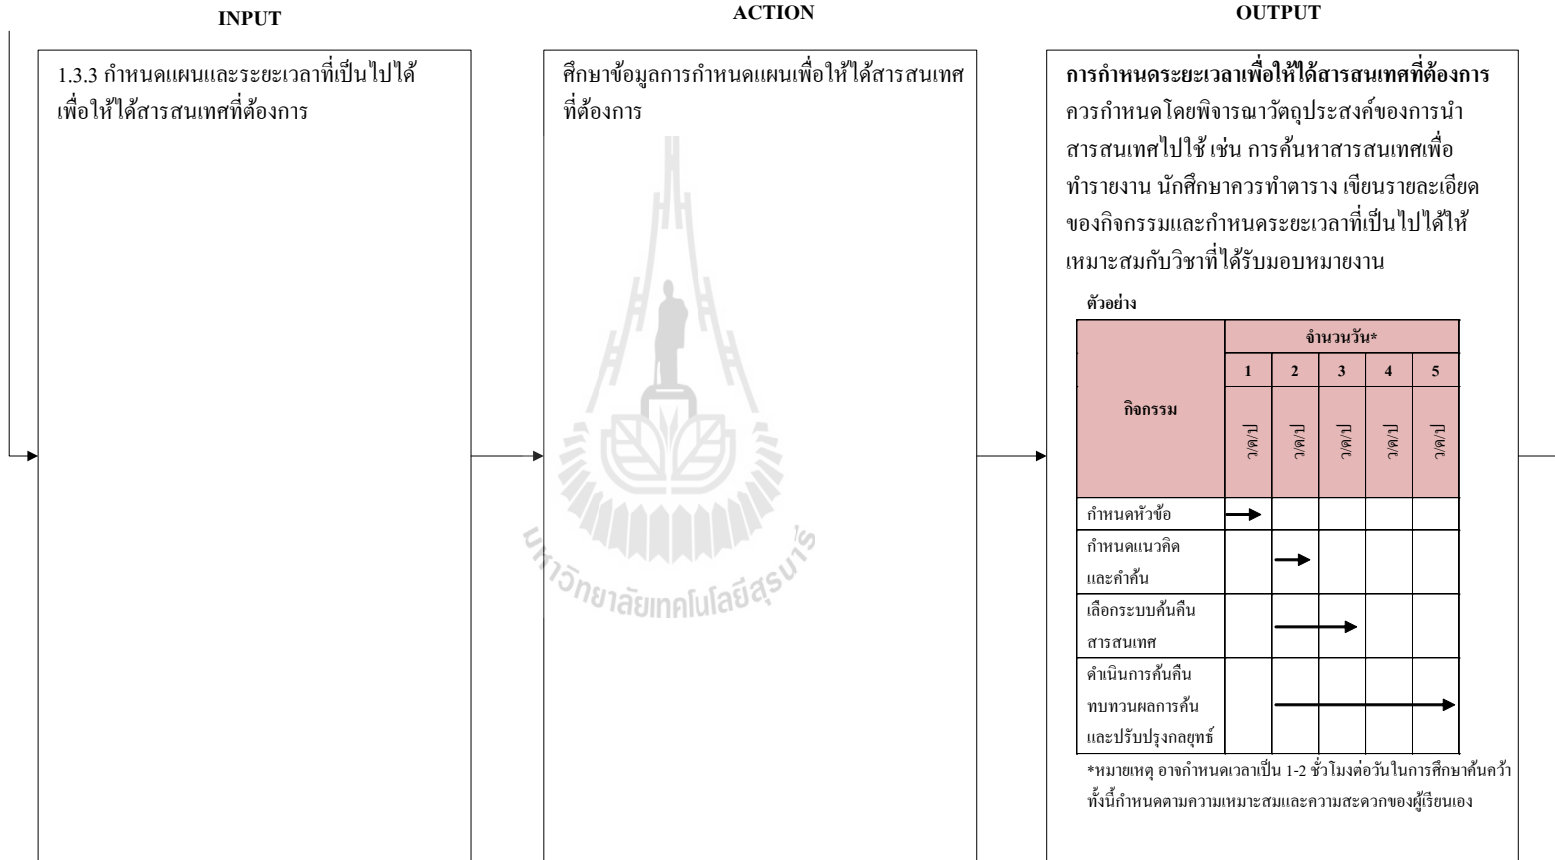 INPUT
ACTION
OUTPUT
1.3.3 กำหนดแผนและระยะเวลาที่เป็นไปได้
เพื่อให้ได้สารสนเทศที่ต้องการ
ศึกษาข้อมูลการกำหนดแผนเพื่อให้ได้สารสนเทศ
ที่ต้องการ
การกำหนดระยะเวลาเพื่อให้ได้สารสนเทศที่ต้องการ
ควรกำหนดโดยพิจารณาวัตถุประสงค์ของการนำ
สารสนเทศไปใช้ เช่น การค้นหาสารสนเทศเพื่อ
ทำรายงาน นักศึกษาควรทำตาราง เขียนรายละเอียด
ของกิจกรรมและกำหนดระยะเวลาที่เป็นไปได้ให้
เหมาะสมกับวิชาที่ได้รับมอบหมายงาน
ตัวอย่าง
กิจกรรม
จำนวนวัน*
1 2 3 4 5
ว/ด/ป ว/ด/ป ว/ด/ป ว/ด/ป ว/ด/ป
กำหนดหัวข้อ
กำหนดแนวคิด
และคำค้น
เลือกระบบค้นคืน
สารสนเทศ
ดำเนินการค้นคืน
ทบทวนผลการค้น
และปรับปรุงกลยุทธ์
*หมายเหตุ อาจกำหนดเวลาเป็น 1-2 ชั่วโมงต่อวันในการศึกษาค้นคว้า
ทั้งนี้กำหนดตามความเหมาะสมและความสะดวกของผู้เรียนเอง
มหาวิทยาลัยเทคโนโลยีสุรนารี